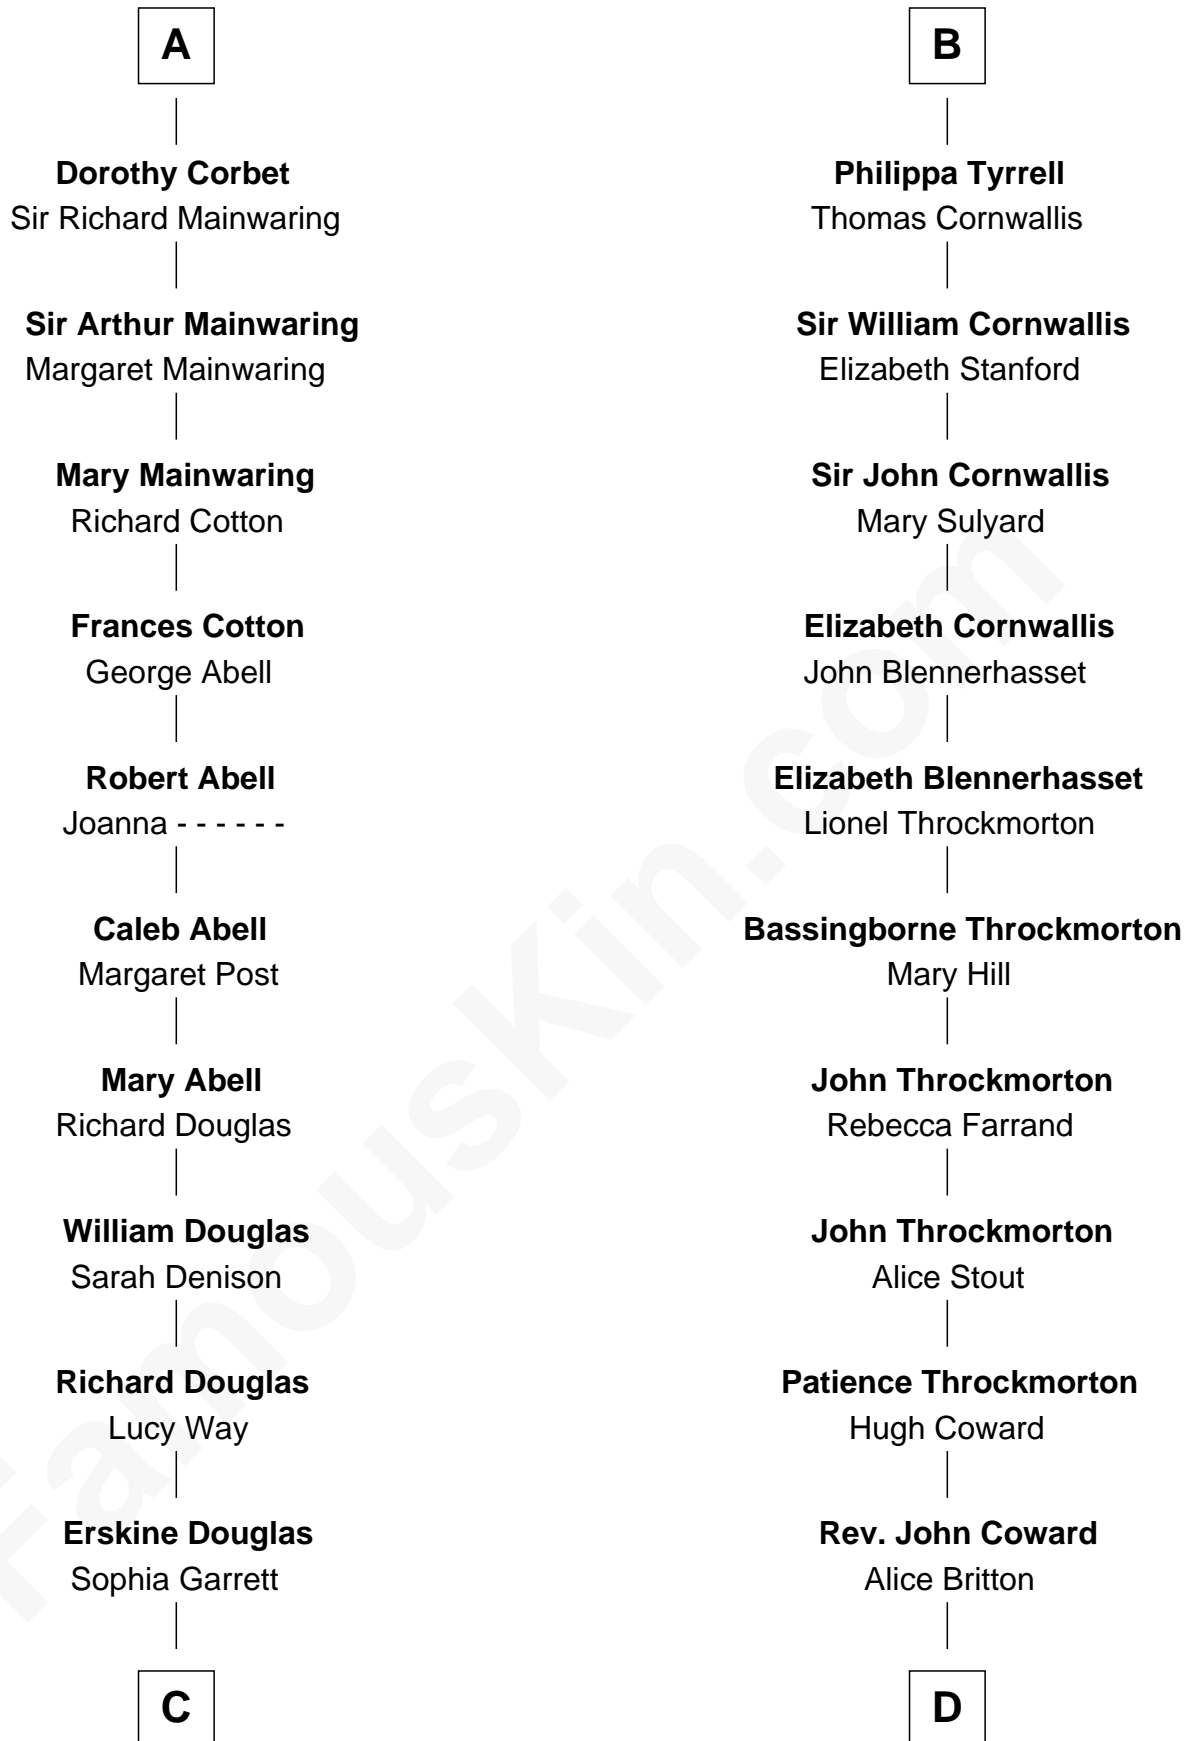 A
Dorothy Corbet
Sir Richard Mainwaring
Sir Arthur Mainwaring
Margaret Mainwaring
Mary Mainwaring
Richard Cotton
Frances Cotton
George Abell
Robert Abell
Joanna - - - - - -
Caleb Abell
Margaret Post
Mary Abell
Richard Douglas
William Douglas
Sarah Denison
Richard Douglas
Lucy Way
Erskine Douglas
Sophia Garrett
C
B
Philippa Tyrrell
Thomas Cornwallis
Sir William Cornwallis
Elizabeth Stanford
Sir John Cornwallis
Mary Sulyard
Elizabeth Cornwallis
John Blennerhasset
Elizabeth Blennerhasset
Lionel Throckmorton
Bassingborne Throckmorton
Mary Hill
John Throckmorton
Rebecca Farrand
John Throckmorton
Alice Stout
Patience Throckmorton
Hugh Coward
Rev. John Coward
Alice Britton
D
FamousKin.com